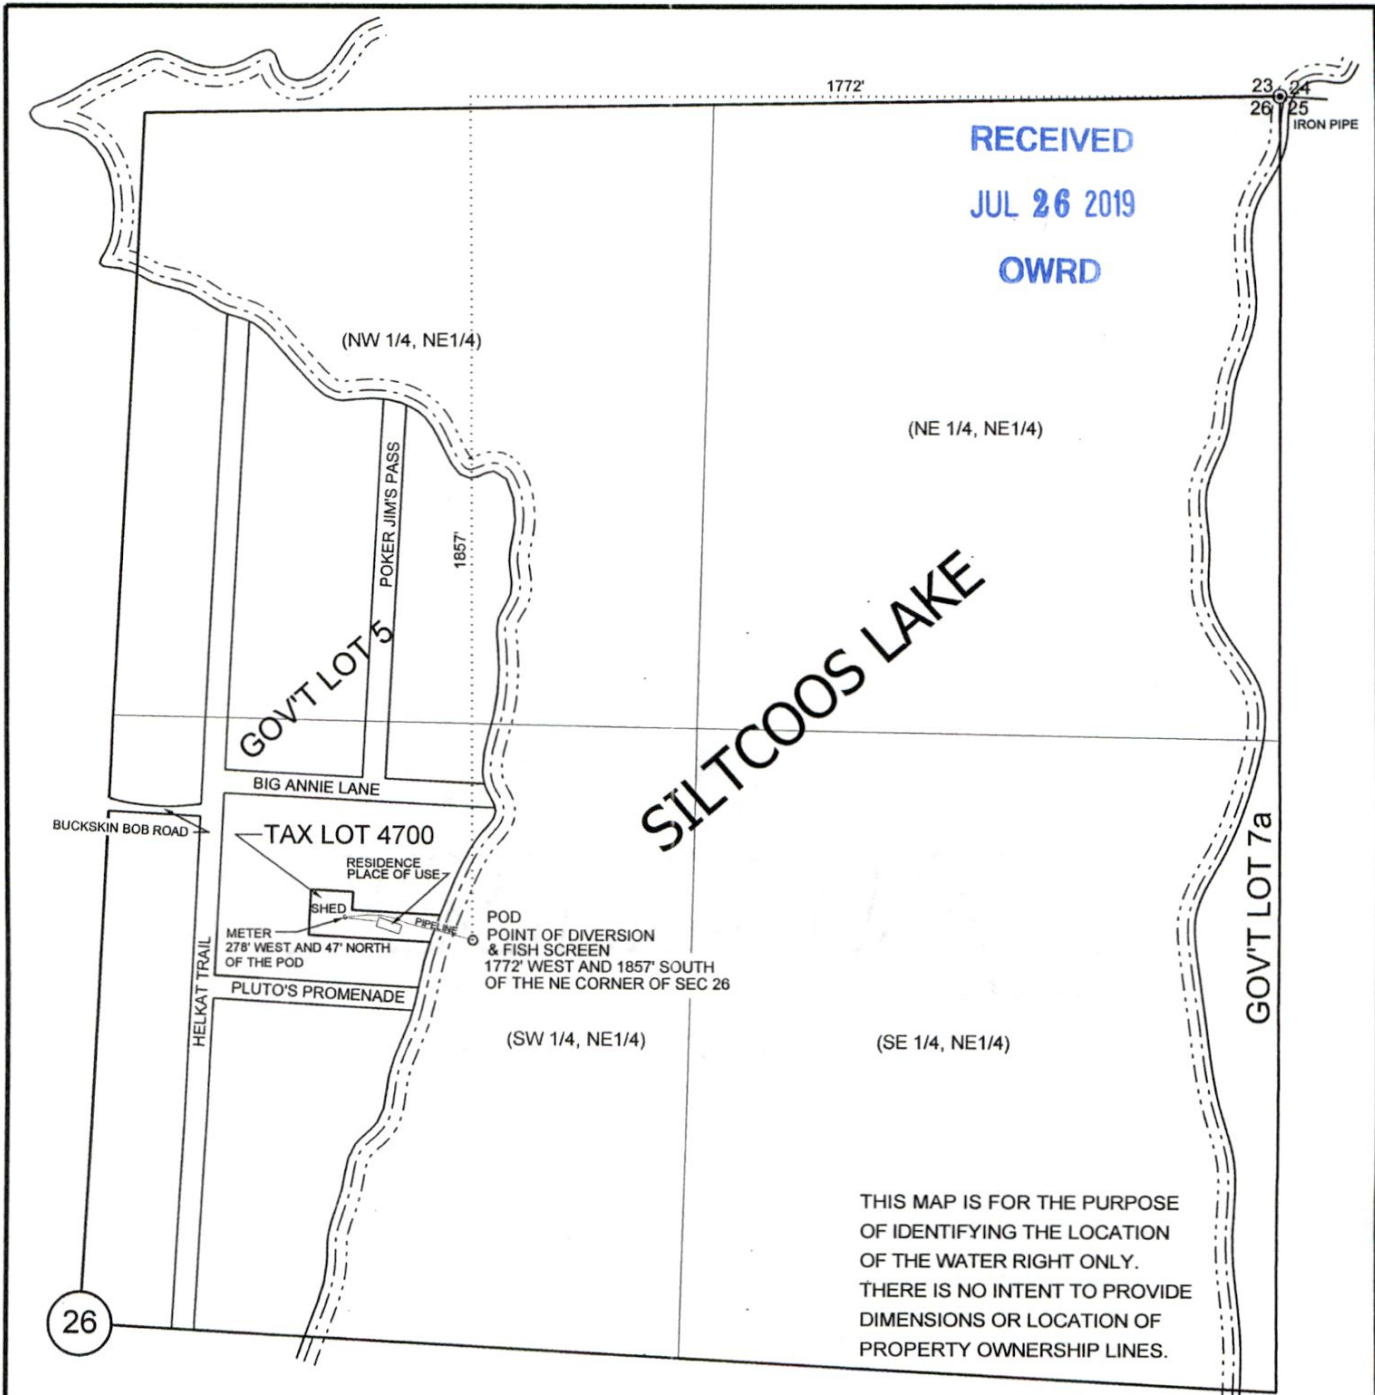 1772'
23 24
26 25
IRON PIPE
RECEIVED
JUL 26 2019
OWRD
(NW 1/4, NE1/4)
(NE 1/4, NE1/4)
POKER JIM'S PASS
1857'
GOV'T LOT 5
SILTCOOS LAKE
BIG ANNIE LANE
BUCKSKIN BOB ROAD
TAX LOT 4700
RESIDENCE
PLACE OF USE
SHED
PIPELINE
METER
278' WEST AND 47' NORTH
OF THE POD
POD
POINT OF DIVERSION
& FISH SCREEN
1772' WEST AND 1857' SOUTH
OF THE NE CORNER OF SEC 26
HELKAT TRAIL
PLUTO'S PROMENADE
GOV'T LOT 7a
(SW 1/4, NE1/4)
(SE 1/4, NE1/4)
THIS MAP IS FOR THE PURPOSE
OF IDENTIFYING THE LOCATION
OF THE WATER RIGHT ONLY.
THERE IS NO INTENT TO PROVIDE
DIMENSIONS OR LOCATION OF
PROPERTY OWNERSHIP LINES.
26